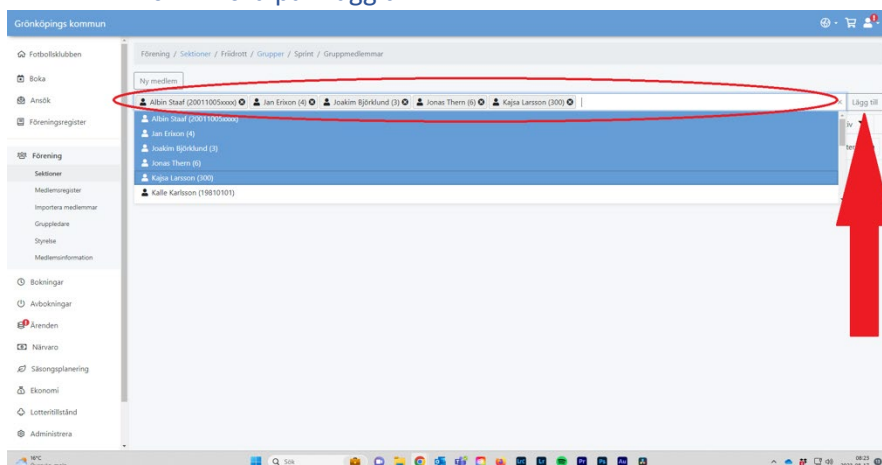 Grönköpings kommun
Fotbollsklubben
Förening / Sektioner / Friidrott / Grupper / Sprint / Gruppmedlemmar
Boka
Ny medlem
Ansök
Albin Staaf (20011005xxxx) Jan Erixon (4) Joakim Björklund (3) Jonas Thern (6) Kajsa Larsson (300)
Lägg till
Albin Staaf (20011005xxxx)
Föreningsregister
Jan Erixon (4)
Joakim Björklund (3)
Jonas Thern (6)
Förening
Kajsa Larsson (300)
Sektioner
Kalle Karlsson (19810101)
Medlemsregister
Importera medlemmar
Gruppledare
Styrelse
Medlemsinformation
Bokningar
Avbokningar
Ärenden
Närvaro
Säsongsplanering
Ekonomi
Lotteritillstånd
Administrera
16°C
Sök
08:23